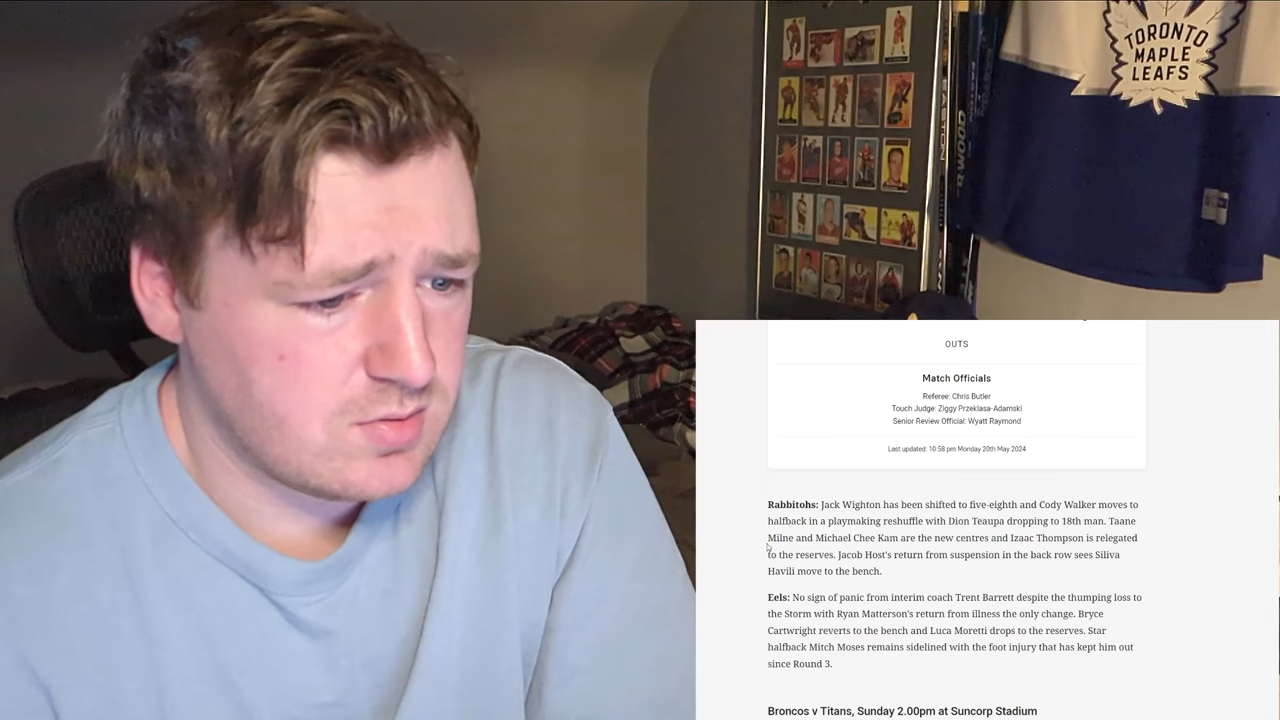 TORONTO
MAPLE
LEAFS
EASTON
OUTS
Match Officials
Referee: Chris Butler
Touch Judge: Ziggy Przeklasa-Adamski
Senior Review Official: Wyatt Raymond
Last updated: 10:58 pm Monday 20th May 2024
Rabbitohs: Jack Wighton has been shifted to five-eighth and Cody Walker moves to
halfback in a playmaking reshuffle with Dion Teaupa dropping to 18th man. Taane
Milne and Michael Chee Kam are the new centres and Izaac Thompson is relegated
to the reserves. Jacob Host's return from suspension in the back row sees Siliva
Havili move to the bench.
Eels: No sign of panic from interim coach Trent Barrett despite the thumping loss to
the Storm with Ryan Matterson's return from illness the only change. Bryce
Cartwright reverts to the bench and Luca Moretti drops to the reserves. Star
halfback Mitch Moses remains sidelined with the foot injury that has kept him out
since Round 3.
Broncos v Titans, Sunday 2.00pm at Suncorp Stadium